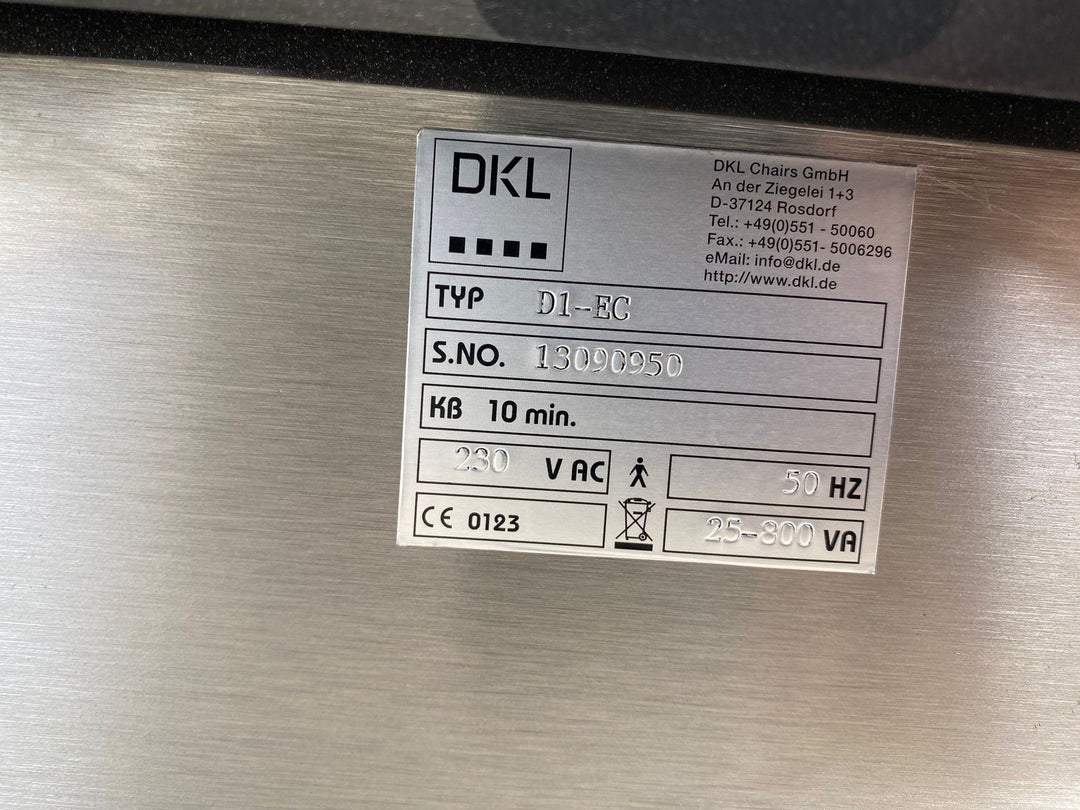 DKL
DKL Chairs GmbH
An der Ziegelei 1+3
D-37124 Rosdorf
Tel.: +49(0)551 - 50060
Fax.: +49(0)551- 5006296
eMail: info@dkl.de
http://www.dkl.de
TYP D1-EC
S.NO. 13090950
KB 10 min.
230 V AC
50 HZ
CE 0123
25-800 VA